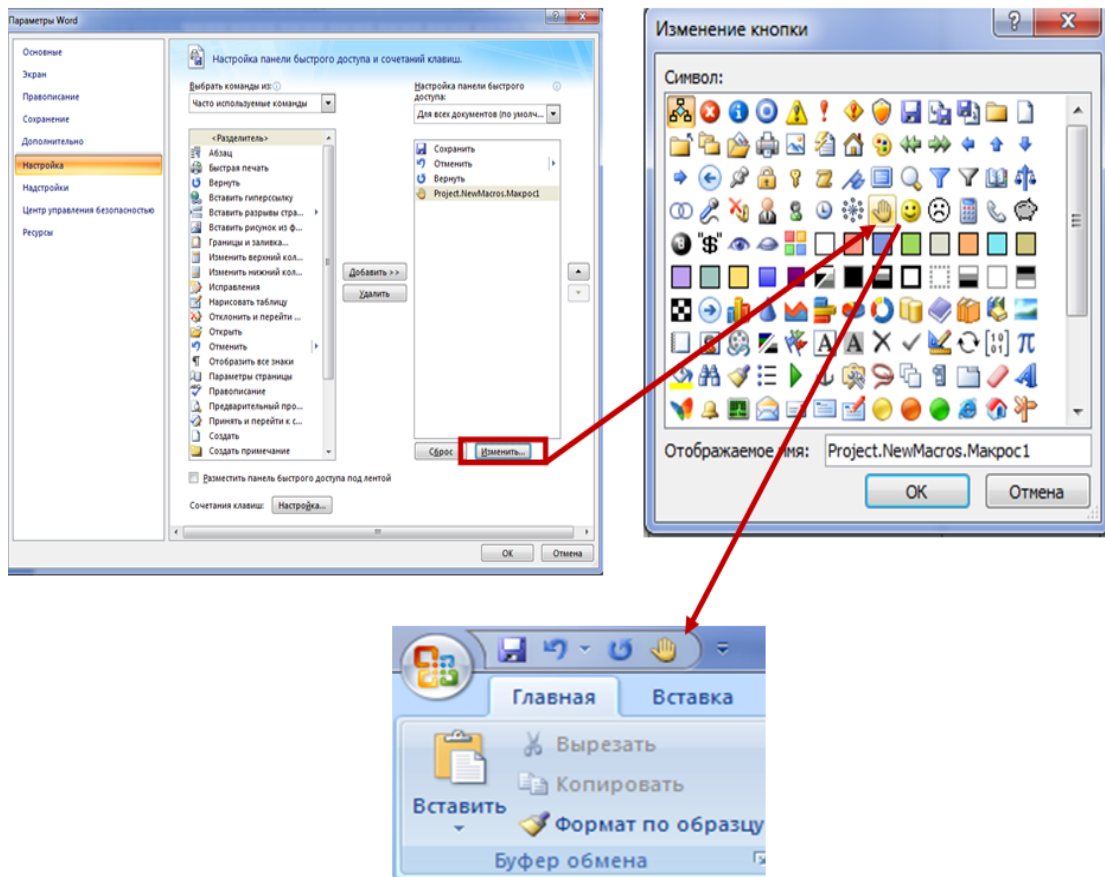 Параметры Word
Основные
Экран
Правописание
Сохранение
Дополнительно
Настройка
Надстройки
Центр управления безопасностью
Ресурсы
Настройка панели быстрого доступа и сочетаний клавиш.
Выбрать команды из:
Часто используемые команды
<Разделитель>
Абзац
Быстрая печать
Вернуть
Вставить гиперссылку
Вставить разрывы стра...
Вставить рисунок из ф...
Границы и заливка...
Изменить верхний кол...
Изменить нижний кол...
Исправления
Нарисовать таблицу
Отклонить и перейти ...
Открыть
Отменить
Отобразить все знаки
Параметры страницы
Правописание
Предварительный про...
Принять и перейти к с...
Создать
Создать примечание
Добавить >>
Удалить
Настройка панели быстрого
доступа:
Для всех документов (по умолч...
Сохранить
Отменить
Вернуть
Project.NewMacros.Макрос1
Сброс
Изменить...
Разместить панель быстрого доступа под лентой
Сочетания клавиш:
Настройка...
ОК
Отмена
Изменение кнопки
Символ:
"$"
Отображаемое имя:
Project.NewMacros.Макрос1
ОК
Отмена
Главная
Вставка
Вставить
Вырезать
Копировать
Формат по образцу
Буфер обмена